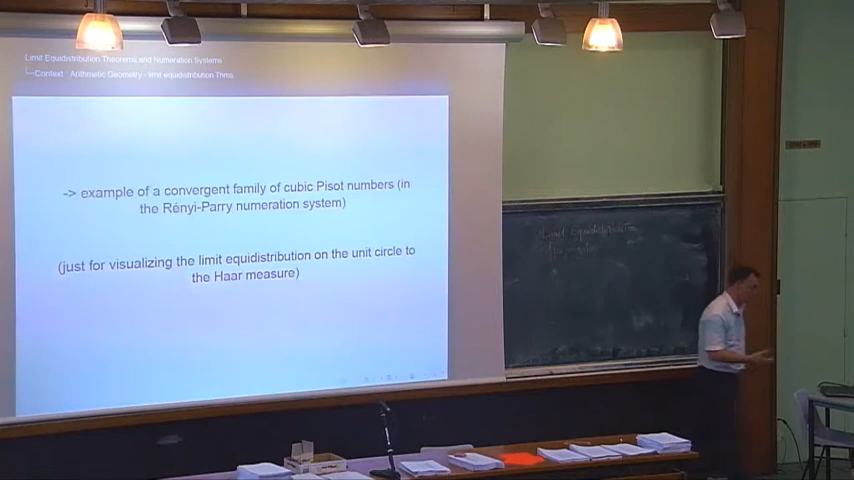 Limit Equidistribution Theorems and Numeration Systems
Context : Arithmetic Geometry - limit equidistribution Thms
-> example of a convergent family of cubic Pisot numbers (in
the Rényi-Parry numeration system)
(just for visualizing the limit equidistribution on the unit circle to
the Haar measure)
Limit Equidistribution